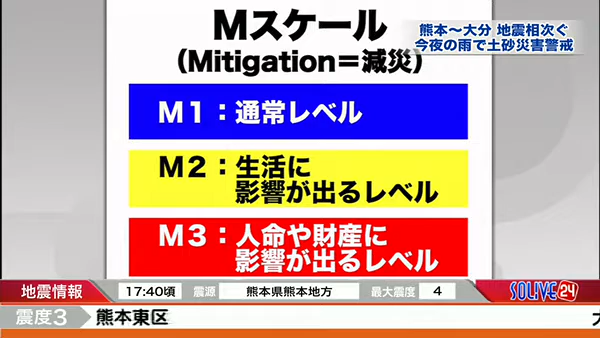 Mスケール
(Mitigation=減災)
熊本〜大分 地震相次ぐ
今夜の雨で土砂災害警戒
M1:通常レベル
M2:生活に
影響が出るレベル
M3:人命や財産に
影響が出るレベル
地震情報 17:40頃 震源 熊本県熊本地方 最大震度 4 SOLiVE24
震度3 熊本東区